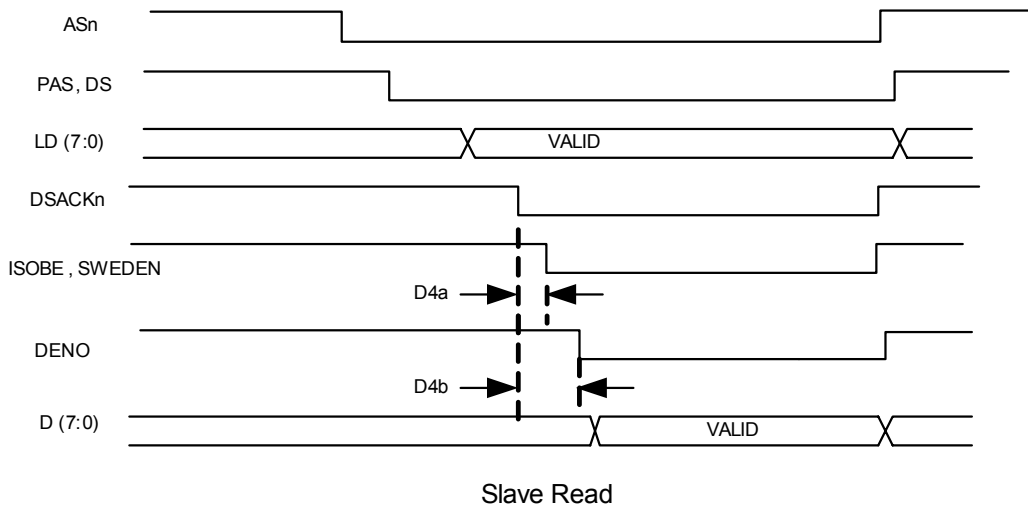 ASn
PAS, DS
LD (7:0)
VALID
DSACKn
ISOBE, SWEDEN
D4a
DENO
D4b
D (7:0)
VALID
Slave Read